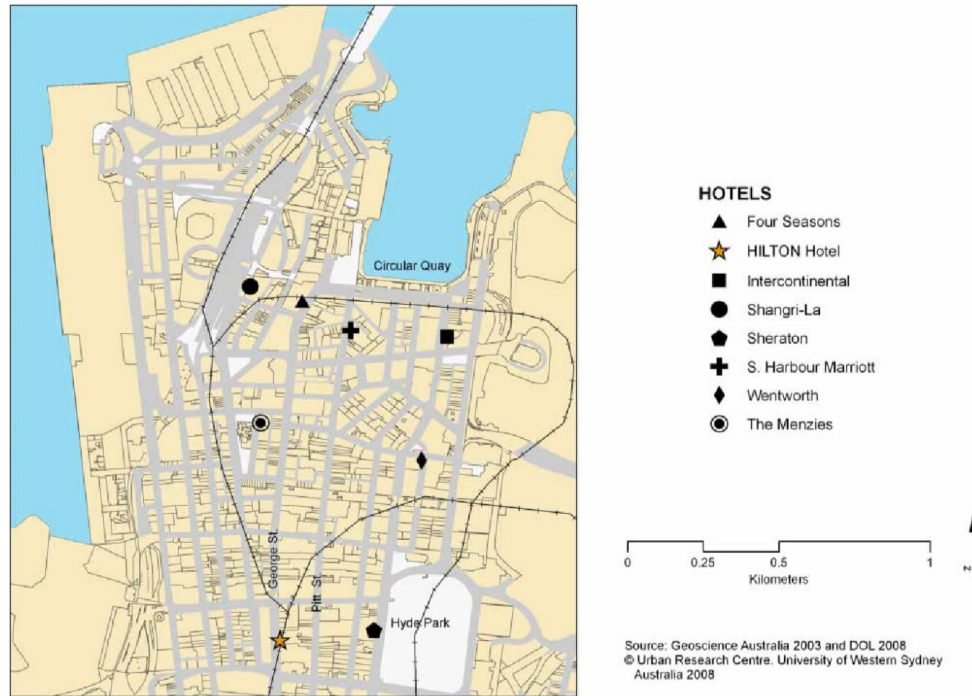 Circular Quay
George St.
Pitt St.
Hyde Park
HOTELS
Four Seasons
HILTON Hotel
Intercontinental
Shangri-La
Sheraton
S. Harbour Marriott
Wentworth
The Menzies
0 0.25 0.5 1
Kilometers
z
Source: Geoscience Australia 2003 and DOL 2008
© Urban Research Centre. University of Western Sydney
Australia 2008